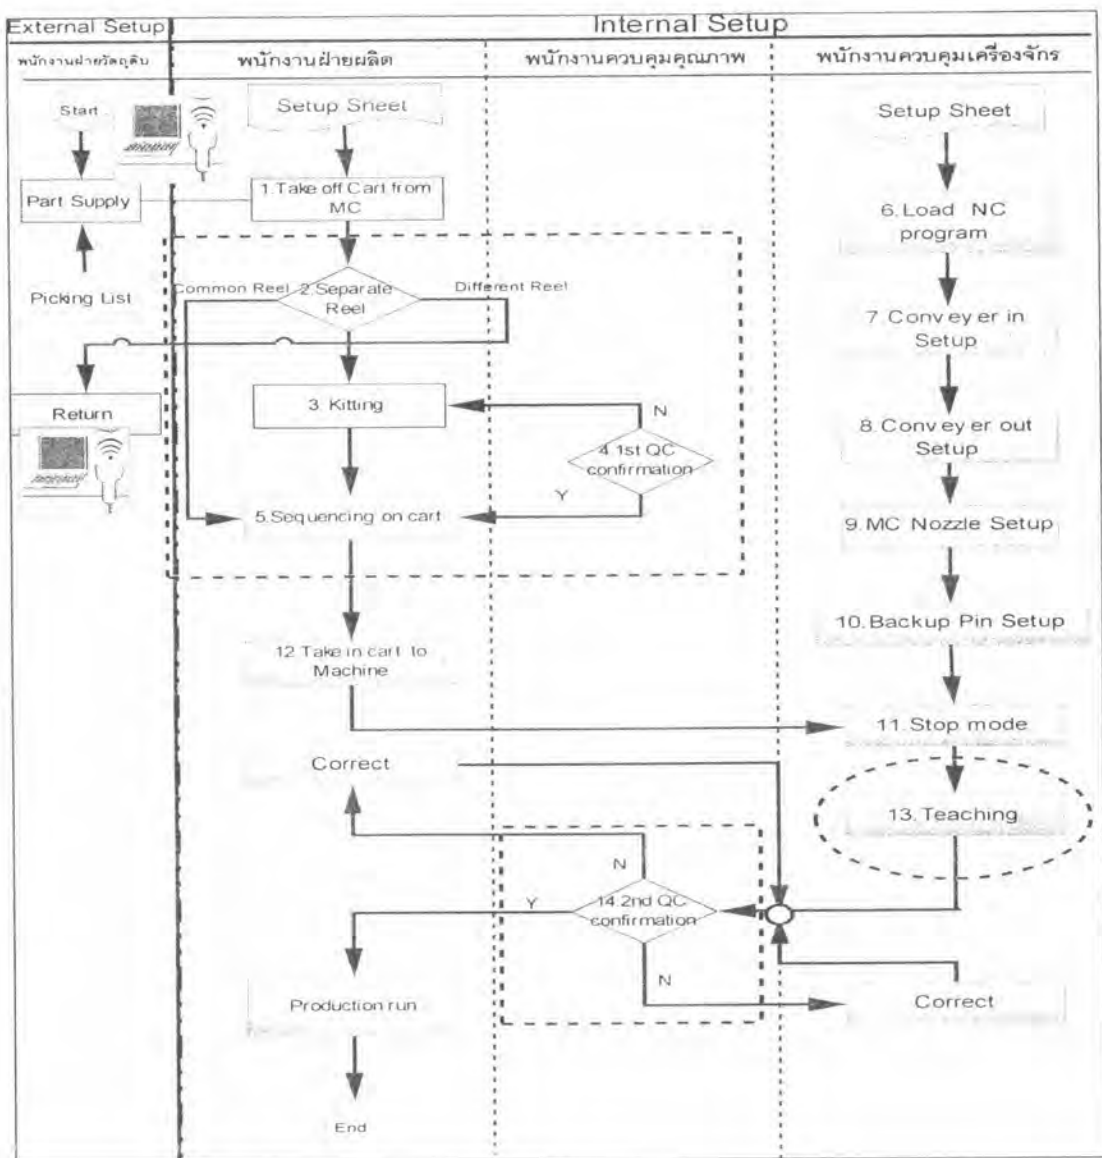 External Setup
Internal Setup
พนักงานฝ่ายวัตถุดิบ
พนักงานฝ่ายผลิต
พนักงานควบคุมคุณภาพ
พนักงานควบคุมเครื่องจักร
Start
Setup Sheet
Setup Sheet
Part Supply
1.Take off Cart from
MC
6.Load NC
program
Picking List
Common Reel
2.Separate
Reel
Different Reel
7.Conveyer in
Setup
Return
3. Kitting
N
4.1st QC
confirmation
Y
8.Conveyer out
Setup
5.Sequencing on cart
9.MC Nozzle Setup
10.Backup Pin Setup
12.Take in cart to
Machine
11.Stop mode
Correct
13.Teaching
N
Y
14.2nd QC
confirmation
N
Production run
Correct
End